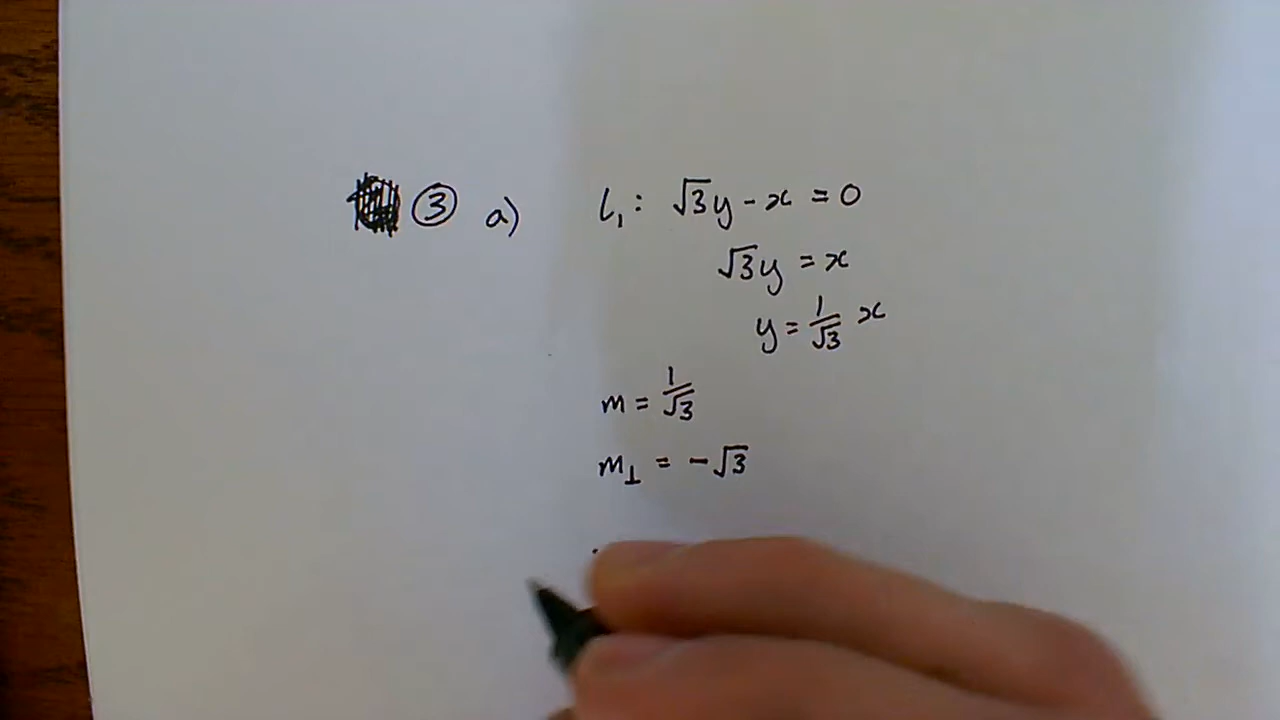 ③ a) l₁: √3y - x = 0
√3y = x
y = 1/√3 x
m = 1/√3
m⊥ = -√3